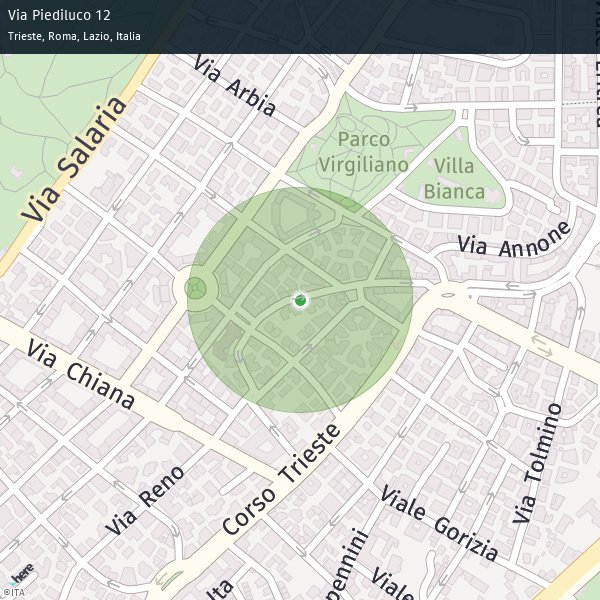 Via Piediluco 12
Trieste, Roma, Lazio, Italia
Via Arbia
Via Salaria
Parco
Virgiliano
Villa
Bianca
Via Annone
Via Chiana
Corso Trieste
Via Reno
Viale Gorizia
Via Tolmino
pennini
Viale
lta
here
©ITA